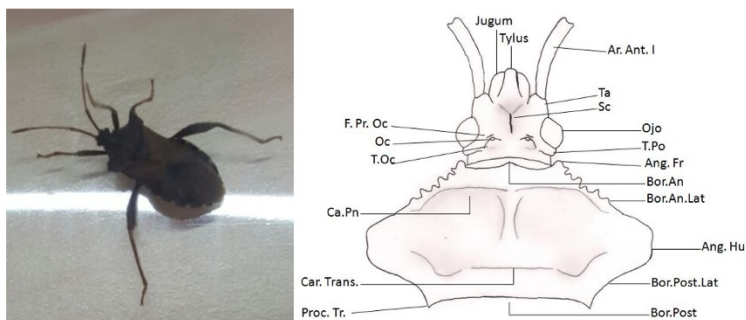 Jugum
Tylus
Ar. Ant. I
Ta
Sc
F. Pr. Oc
Oc
T.Oc
Ojo
T.Po
Ang. Fr
Bor.An
Bor.An.Lat
Ca.Pn
Ang. Hu
Car. Trans.
Bor.Post.Lat
Proc. Tr.
Bor.Post